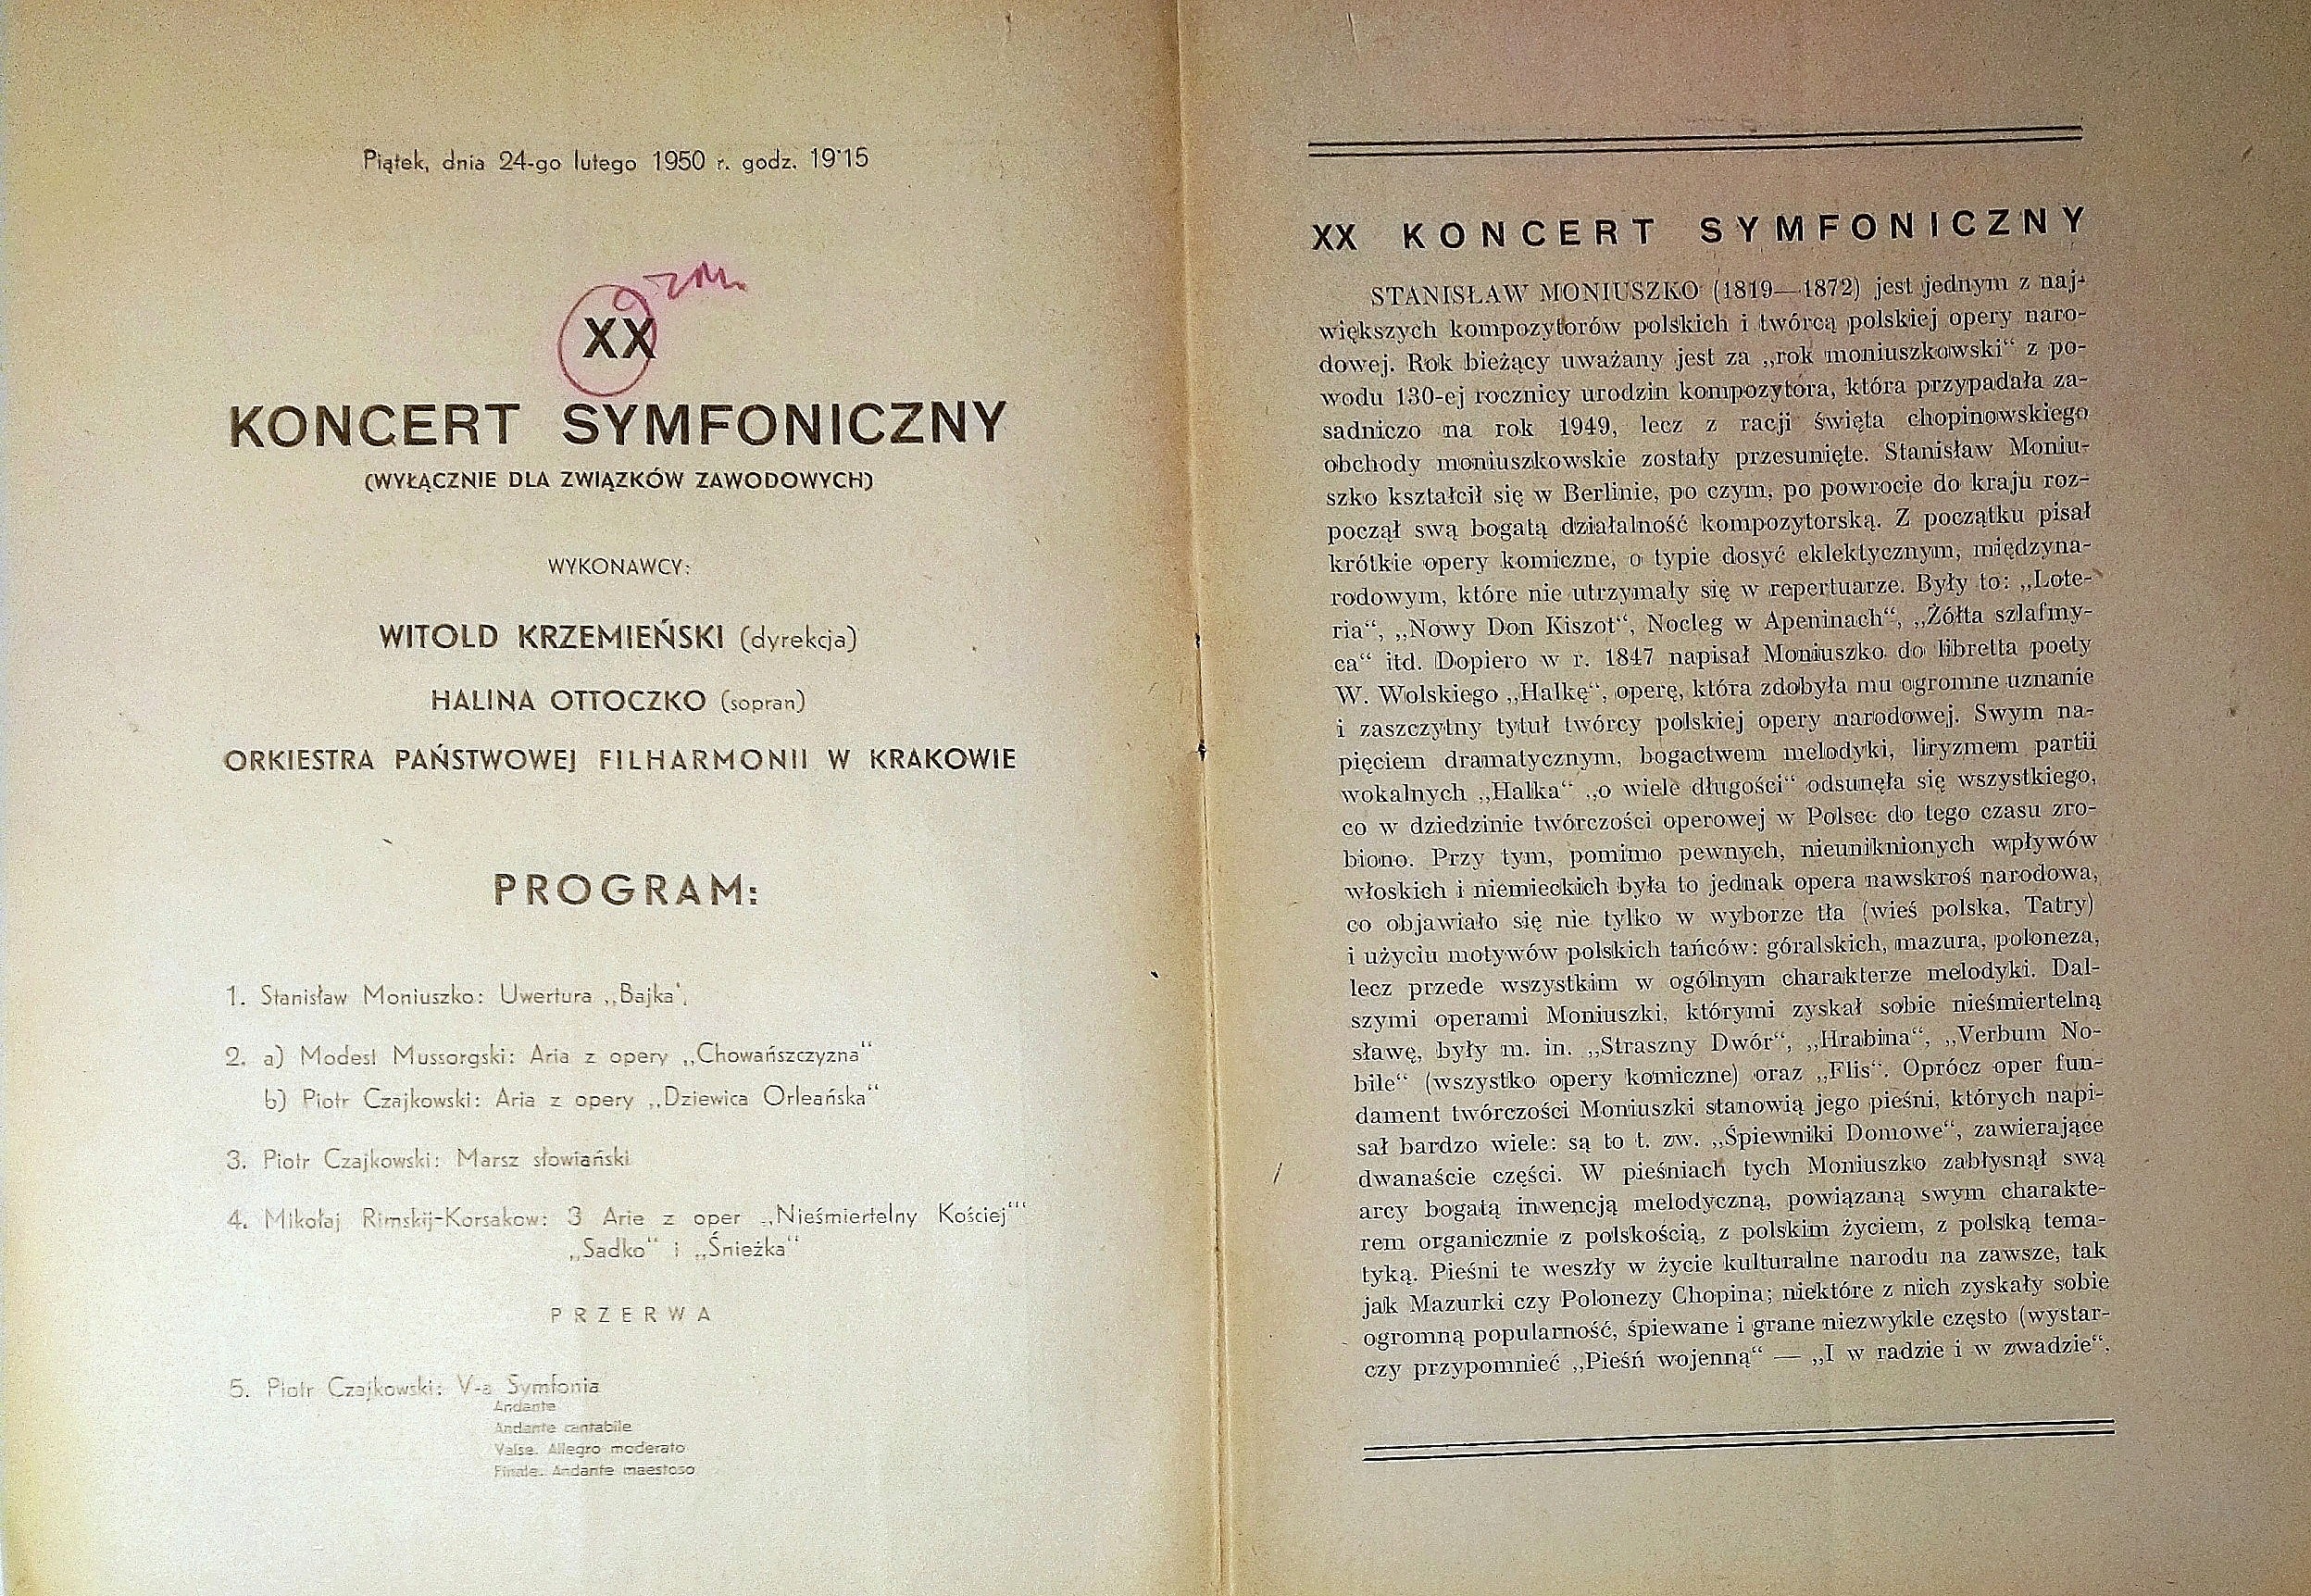 Piątek, dnia 24-go lutego 1950 r. godz. 19'15
XX
KONCERT SYMFONICZNY
(WYŁĄCZNIE DLA ZWIĄZKÓW ZAWODOWYCH)
WYKONAWCY:
WITOLD KRZEMIEŃSKI (dyrekcja)
HALINA OTTOCZKO (sopran)
ORKIESTRA PAŃSTWOWEJ FILHARMONII W KRAKOWIE
PROGRAM:
1. Stanisław Moniuszko: Uwertura „Bajka‘,
2. a) Modest Mussorgski: Aria z opery „Chowańszczyzna“
b) Piotr Czajkowski: Aria z opery „Dziewica Orleańska“
3. Piotr Czajkowski: Marsz słowiański
4. Mikołaj Rimskij-Korsakow: 3 Arie z oper „Nieśmiertelny Kościej“‘
„Sadko“ i „Śnieżka“
PRZERWA
5. Piotr Czajkowski: V-a Symfonia
Andante
Andante cantabile
Valse. Allegro moderato
Finale. Andante maestoso
XX KONCERT SYMFONICZNY
STANISŁAW MONIUSZKO (1819—1872) jest jednym z naj-
większych kompozytorów polskich i twórcą polskiej opery naro-
dowej. Rok bieżący uważany jest za „rok moniuszkowski“ z po-
wodu 130-ej rocznicy urodzin kompozytora, która przypadała za-
sadniczo na rok 1949, lecz z racji święta chopinowskiego
obchody moniuszkowskie zostały przesunięte. Stanisław Moniu-
szko kształcił się w Berlinie, po czym, po powrocie do kraju roz-
począł swą bogatą działalność kompozytorską. Z początku pisał
krótkie opery komiczne, o typie dosyć eklektycznym, międzyna-
rodowym, które nie utrzymały się w repertuarze. Były to: „Lote-
ria“, „Nowy Don Kiszot“, Nocleg w Apeninach“, „Żółta szlafmy-
ca“ itd. Dopiero w r. 1847 napisał Moniuszko do libretta poety
W. Wolskiego „Halkę“, operę, która zdobyła mu ogromne uznanie
i zaszczytny tytuł twórcy polskiej opery narodowej. Swym na-
pięciem dramatycznym, bogactwem melodyki, liryzmem partii
wokalnych „Halka“ „o wiele długości“ odsunęła się wszystkiego,
co w dziedzinie twórczości operowej w Polsce do tego czasu zro-
biono. Przy tym, pomimo pewnych, nieuniknionych wpływów
włoskich i niemieckich była to jednak opera nawskroś narodowa,
co objawiało się nie tylko w wyborze tła (wieś polska, Tatry)
i użyciu motywów polskich tańców: góralskich, mazura, poloneza,
lecz przede wszystkim w ogólnym charakterze melodyki. Dal-
szymi operami Moniuszki, którymi zyskał sobie nieśmiertelną
sławę, były m. in. „Straszny Dwór“, „Hrabina“, „Verbum No-
bile“ (wszystko opery komiczne) oraz „Flis“. Oprócz oper fun-
dament twórczości Moniuszki stanowią jego pieśni, których napi-
sał bardzo wiele: są to t. zw. „Śpiewniki Domowe“, zawierające
dwanaście części. W pieśniach tych Moniuszko zabłysnął swą
arcy bogatą inwencją melodyczną, powiązaną swym charakte-
rem organicznie z polskością, z polskim życiem, z polską tema-
tyką. Pieśni te weszły w życie kulturalne narodu na zawsze, tak
jak Mazurki czy Polonezy Chopina; niektóre z nich zyskały sobie
ogromną popularność, śpiewane i grane niezwykle często (wystar-
czy przypomnieć „Pieśń wojenną“ — „I w radzie i w zwadzie“,